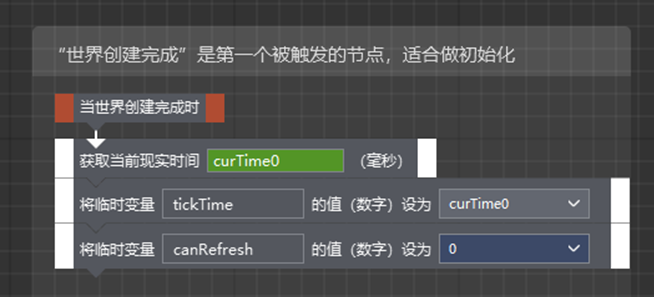 “世界创建完成”是第一个被触发的节点，适合做初始化
当世界创建完成时
获取当前现实时间 curTime0 （毫秒）
将临时变量 tickTime 的值（数字）设为 curTime0
将临时变量 canRefresh 的值（数字）设为 0